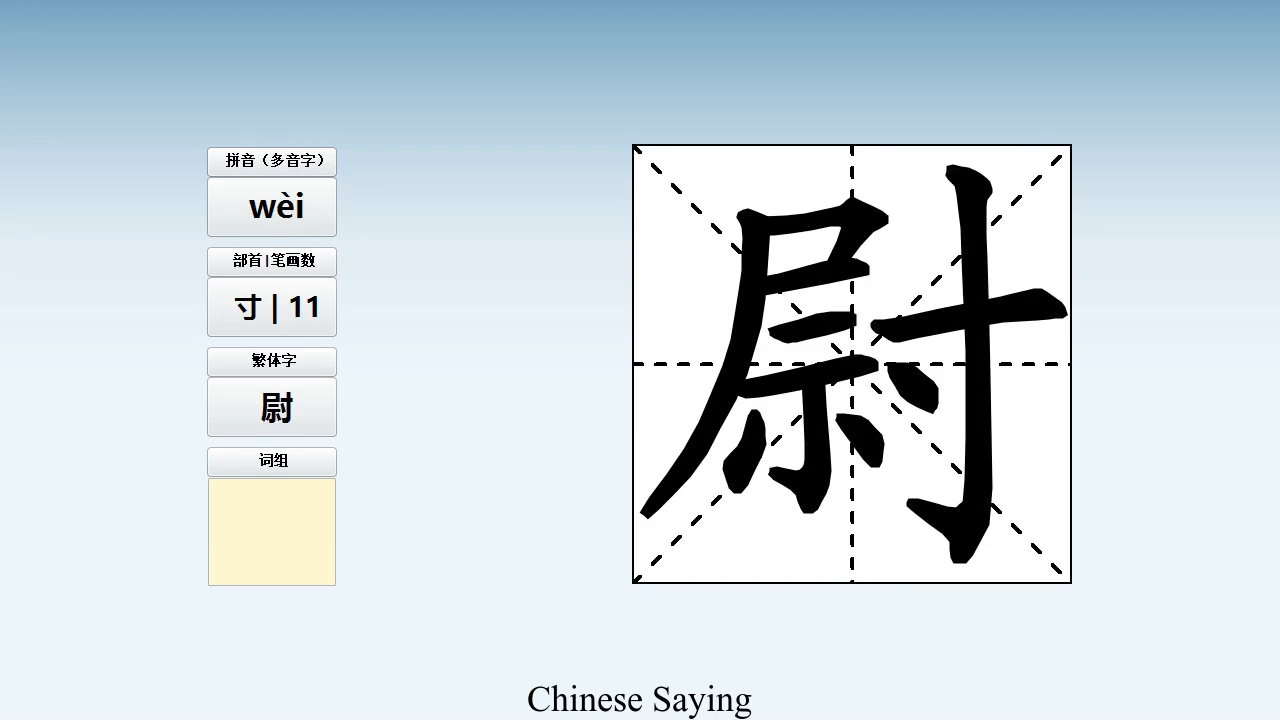 拼音（多音字）
wèi
部首|笔画数
寸 | 11
繁体字
尉
词组
尉
Chinese Saying